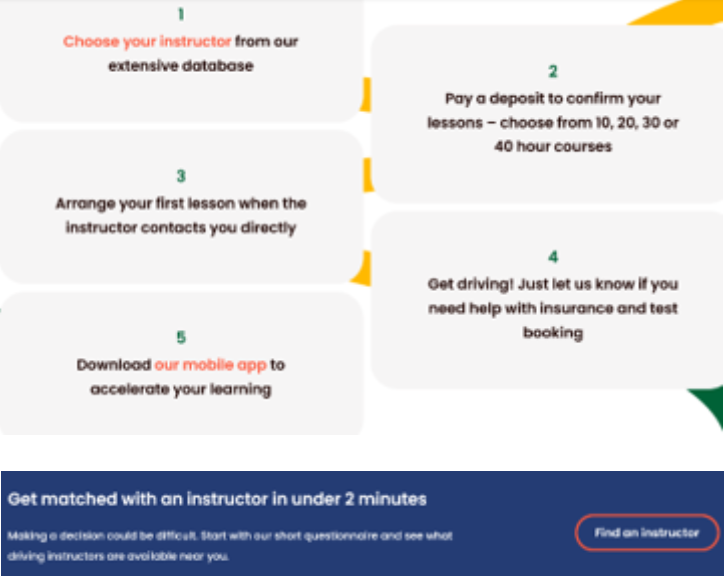 1
Choose your instructor from our
extensive database
2
Pay a deposit to confirm your
lessons – choose from 10, 20, 30 or
40 hour courses
3
Arrange your first lesson when the
instructor contacts you directly
4
Get driving! Just let us know if you
need help with insurance and test
booking
5
Download our mobile app to
accelerate your learning
Get matched with an instructor in under 2 minutes
Making a decision could be difficult. Start with our short questionnaire and see what
driving instructors are available near you.
Find an instructor